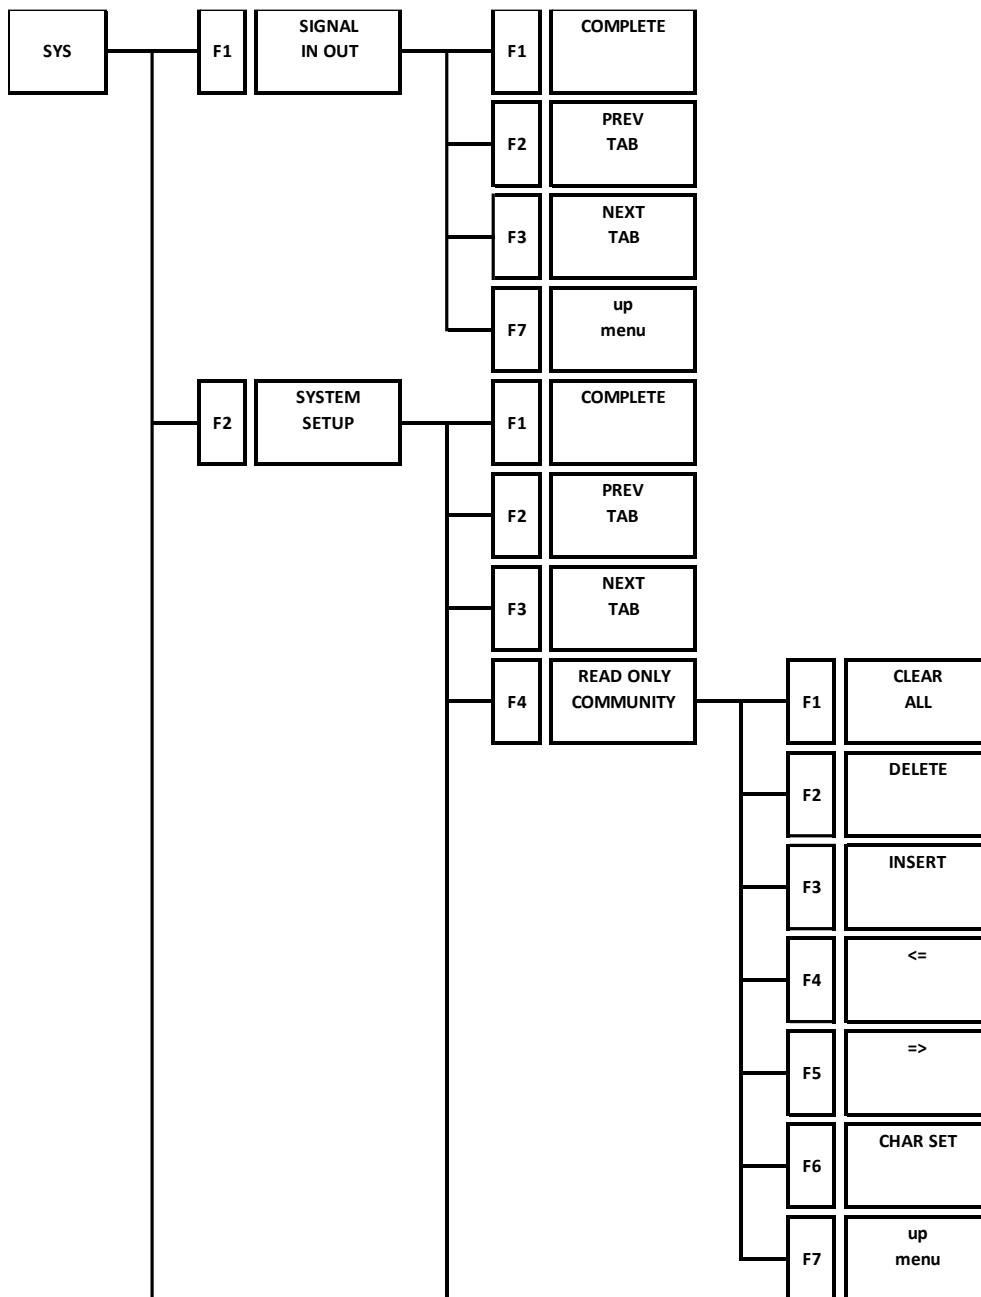 SYS
F1
SIGNAL
IN OUT
F1
COMPLETE
F2
PREV
TAB
F3
NEXT
TAB
F7
up
menu
F2
SYSTEM
SETUP
F1
COMPLETE
F2
PREV
TAB
F3
NEXT
TAB
F4
READ ONLY
COMMUNITY
F1
CLEAR
ALL
F2
DELETE
F3
INSERT
F4
<=
F5
=>
F6
CHAR SET
F7
up
menu